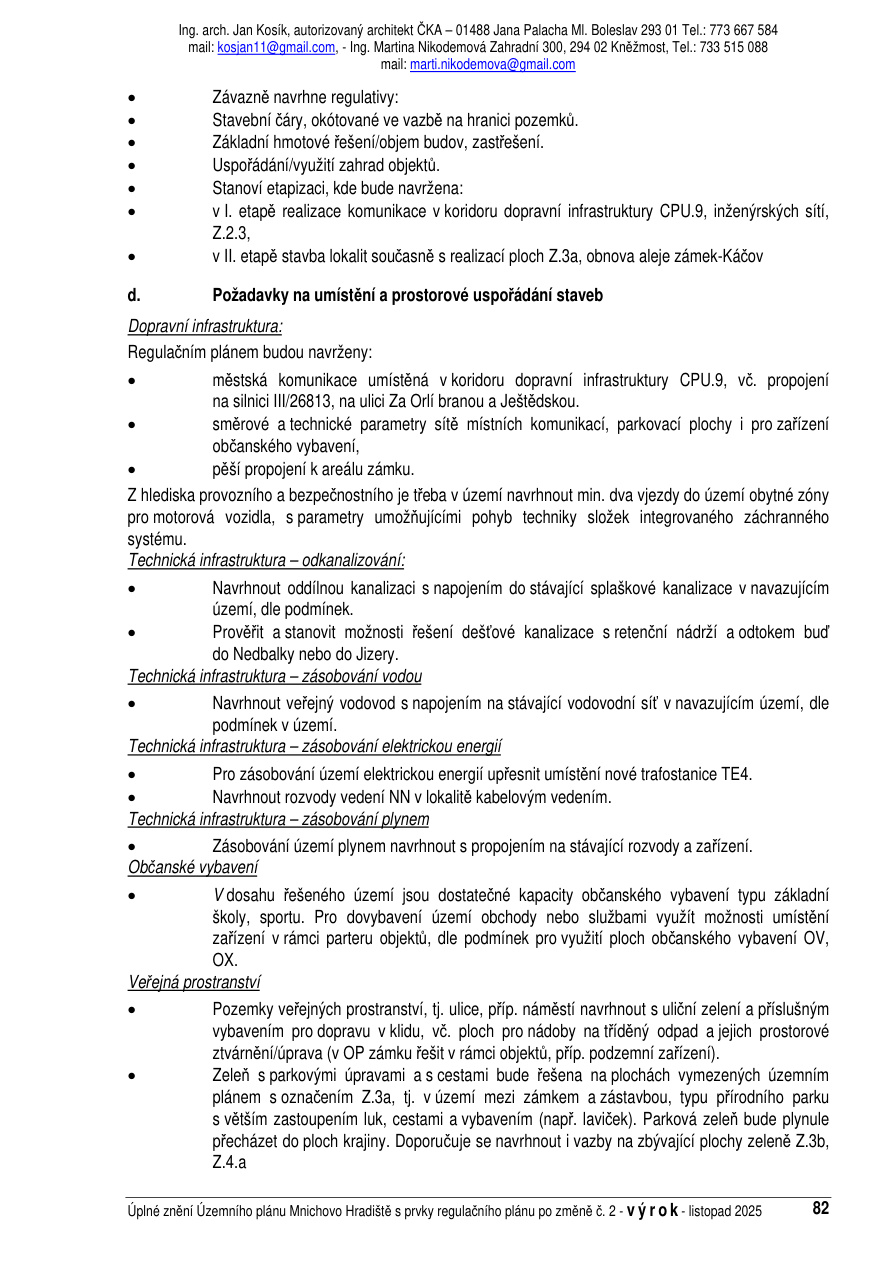 Ing. arch. Jan Kosík, autorizovaný architekt ČKA – 01488 Jana Palacha Ml. Boleslav 293 01 Tel.: 773 667 584
mail: kosjan11@gmail.com, - Ing. Martina Nikodemová Zahradní 300, 294 02 Kněžmost, Tel.: 733 515 088
mail: marti.nikodemova@gmail.com
• Závazně navrhne regulativy:
• Stavební čáry, okótované ve vazbě na hranici pozemků.
• Základní hmotové řešení/objem budov, zastřešení.
• Uspořádání/využití zahrad objektů.
• Stanoví etapizaci, kde bude navržena:
• v I. etapě realizace komunikace v koridoru dopravní infrastruktury CPU.9, inženýrských sítí,
Z.2.3,
• v II. etapě stavba lokalit současně s realizací ploch Z.3a, obnova aleje zámek-Káčov
d. Požadavky na umístění a prostorové uspořádání staveb
Dopravní infrastruktura:
Regulačním plánem budou navrženy:
• městská komunikace umístěná v koridoru dopravní infrastruktury CPU.9, vč. propojení
na silnici III/26813, na ulici Za Orlí branou a Ještědskou.
• směrové a technické parametry sítě místních komunikací, parkovací plochy i pro zařízení
občanského vybavení,
• pěší propojení k areálu zámku.
Z hlediska provozního a bezpečnostního je třeba v území navrhnout min. dva vjezdy do území obytné zóny
pro motorová vozidla, s parametry umožňujícími pohyb techniky složek integrovaného záchranného
systému.
Technická infrastruktura – odkanalizování:
• Navrhnout oddílnou kanalizaci s napojením do stávající splaškové kanalizace v navazujícím
území, dle podmínek.
• Prověřit a stanovit možnosti řešení dešťové kanalizace s retenční nádrží a odtokem buď
do Nedbalky nebo do Jizery.
Technická infrastruktura – zásobování vodou
• Navrhnout veřejný vodovod s napojením na stávající vodovodní síť v navazujícím území, dle
podmínek v území.
Technická infrastruktura – zásobování elektrickou energií
• Pro zásobování území elektrickou energií upřesnit umístění nové trafostanice TE4.
• Navrhnout rozvody vedení NN v lokalitě kabelovým vedením.
Technická infrastruktura – zásobování plynem
• Zásobování území plynem navrhnout s propojením na stávající rozvody a zařízení.
Občanské vybavení
• V dosahu řešeného území jsou dostatečné kapacity občanského vybavení typu základní
školy, sportu. Pro dovybavení území obchody nebo službami využít možnosti umístění
zařízení v rámci parteru objektů, dle podmínek pro využití ploch občanského vybavení OV,
OX.
Veřejná prostranství
• Pozemky veřejných prostranství, tj. ulice, příp. náměstí navrhnout s uliční zelení a příslušným
vybavením pro dopravu v klidu, vč. ploch pro nádoby na tříděný odpad a jejich prostorové
ztvárnění/úprava (v OP zámku řešit v rámci objektů, příp. podzemní zařízení).
• Zeleň s parkovými úpravami a s cestami bude řešena na plochách vymezených územním
plánem s označením Z.3a, tj. v území mezi zámkem a zástavbou, typu přírodního parku
s větším zastoupením luk, cestami a vybavením (např. laviček). Parková zeleň bude plynule
přecházet do ploch krajiny. Doporučuje se navrhnout i vazby na zbývající plochy zeleně Z.3b,
Z.4.a
Úplné znění Územního plánu Mnichovo Hradiště s prvky regulačního plánu po změně č. 2 - v ý r o k - listopad 2025 82